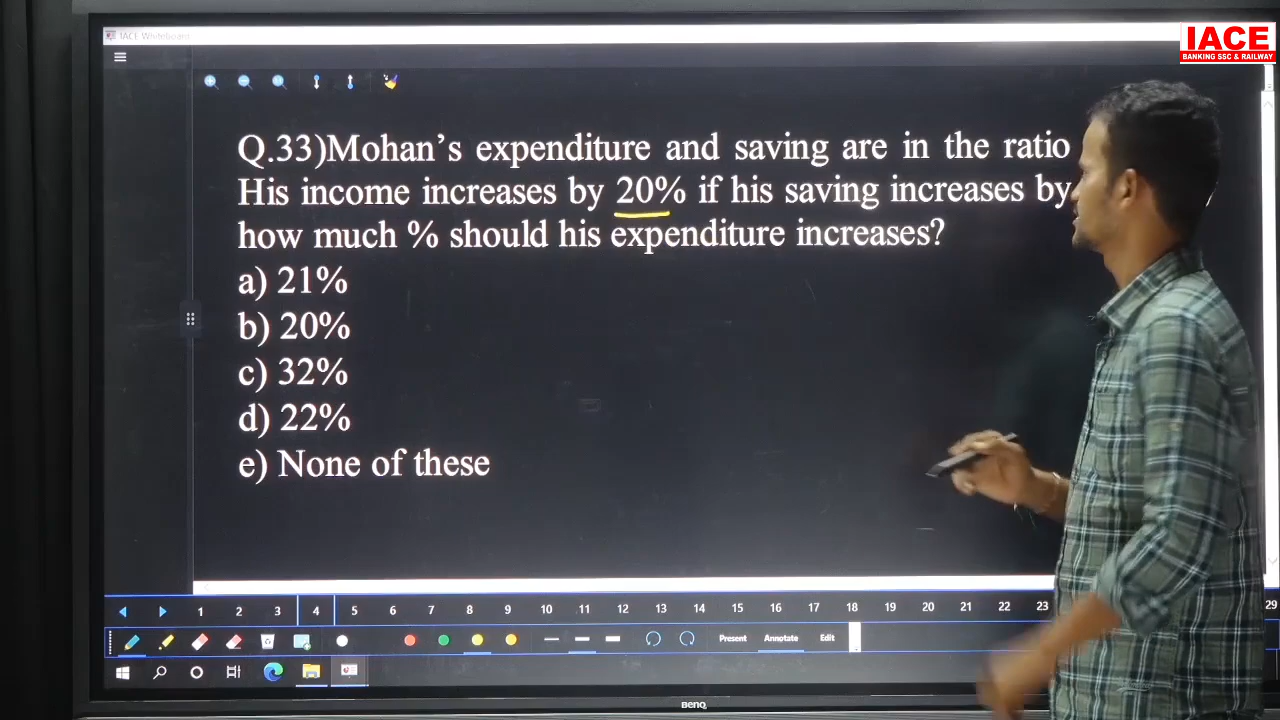 IACE Whiteboard
IACE
BANKING SSC & RAILWAY
Q.33)Mohan’s expenditure and saving are in the ratio
His income increases by 20% if his saving increases by
how much % should his expenditure increases?
a) 21%
b) 20%
c) 32%
d) 22%
e) None of these
1 2 3 4 5 6 7 8 9 10 11 12 13 14 15 16 17 18 19 20 21 22 23 29
Present Annotate Edit
BenQ